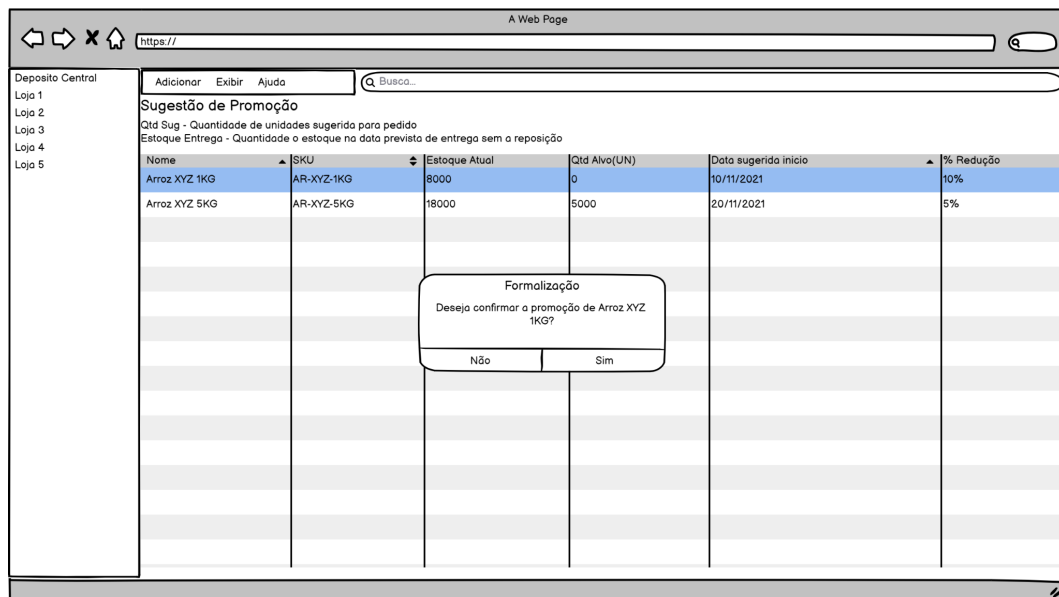 A Web Page
https://
Deposito Central
Loja 1
Loja 2
Loja 3
Loja 4
Loja 5
Adicionar Exibir Ajuda
Busca...
Sugestão de Promoção
Qtd Sug - Quantidade de unidades sugerida para pedido
Estoque Entrega - Quantidade o estoque na data prevista de entrega sem a reposição
Nome SKU Estoque Atual Qtd Alvo(UN) Data sugerida inicio % Redução
Arroz XYZ 1KG AR-XYZ-1KG 8000 0 10/11/2021 10%
Arroz XYZ 5KG AR-XYZ-5KG 18000 5000 20/11/2021 5%
Formalização
Deseja confirmar a promoção de Arroz XYZ
1KG?
Não Sim